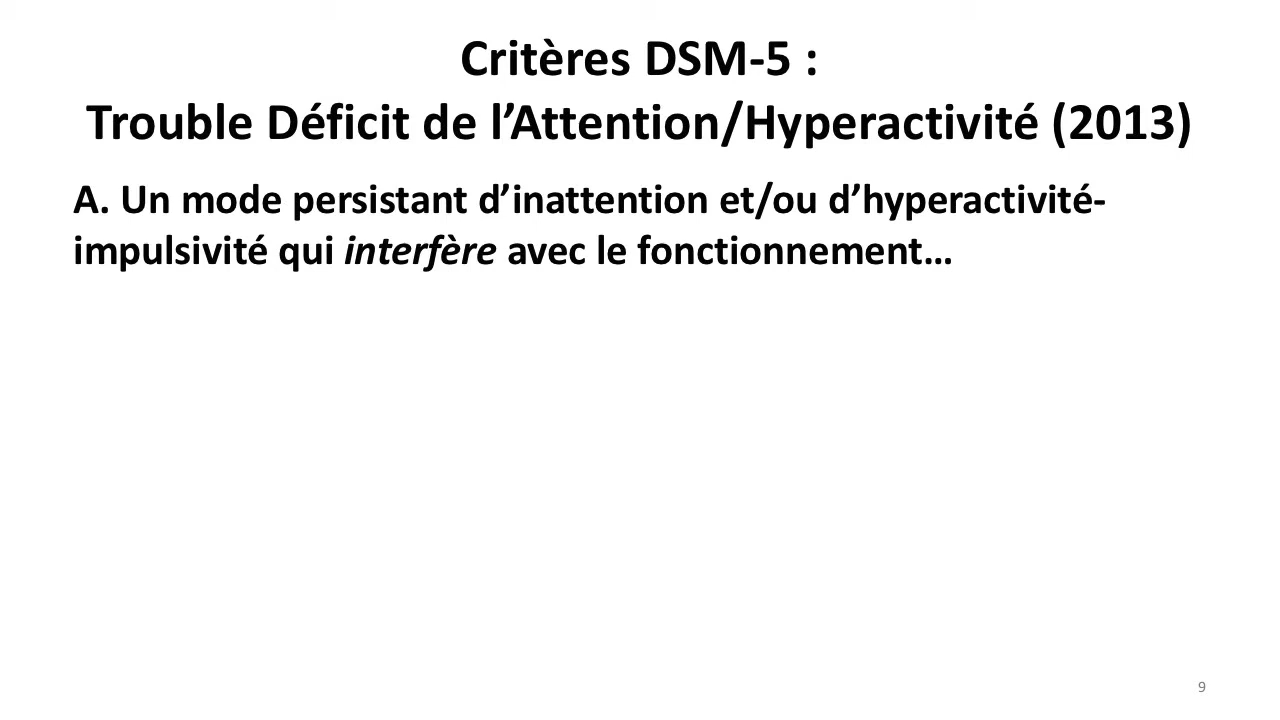 Critères DSM-5 :
Trouble Déficit de l’Attention/Hyperactivité (2013)
A. Un mode persistant d’inattention et/ou d’hyperactivité-
impulsivité qui interfère avec le fonctionnement…
9